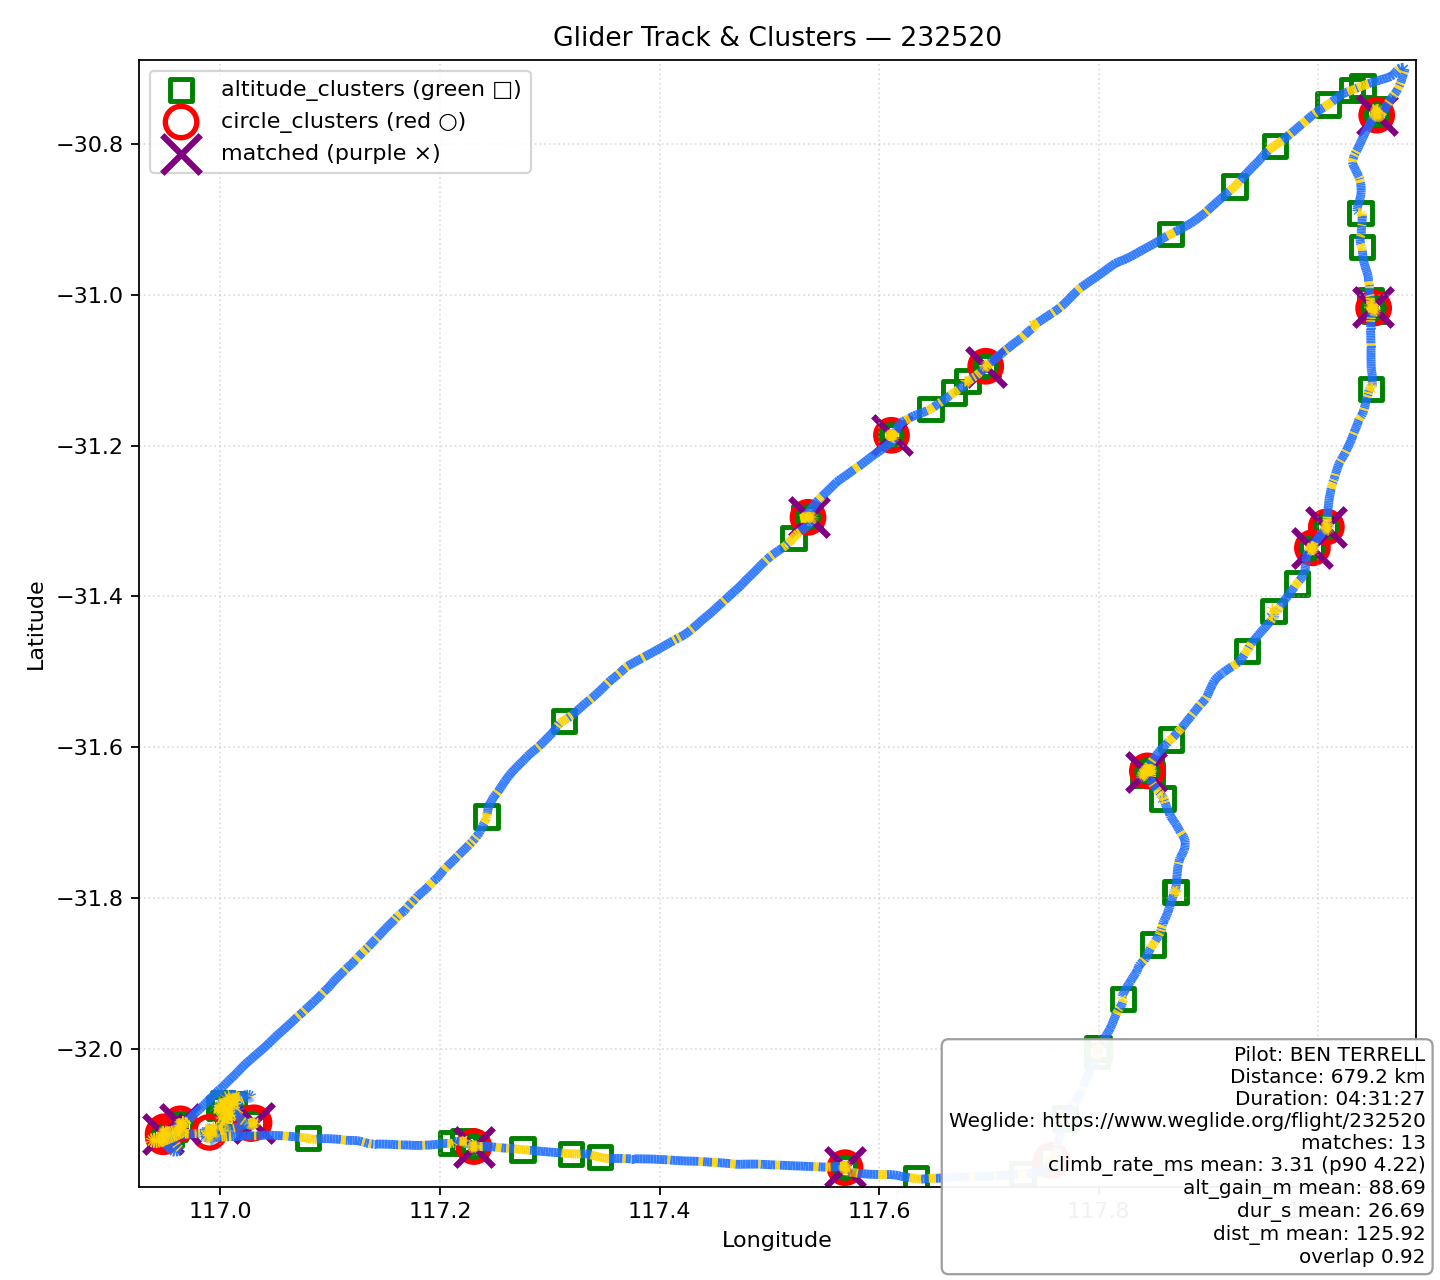 Glider Track & Clusters — 232520
altitude_clusters (green □)
circle_clusters (red ○)
matched (purple ×)
−30.8
−31.0
−31.2
−31.4
−31.6
−31.8
−32.0
Latitude
117.0
117.2
117.4
117.6
117.8
Longitude
Pilot: BEN TERRELL
Distance: 679.2 km
Duration: 04:31:27
Weglide: https://www.weglide.org/flight/232520
matches: 13
climb_rate_ms mean: 3.31 (p90 4.22)
alt_gain_m mean: 88.69
dur_s mean: 26.69
dist_m mean: 125.92
overlap 0.92